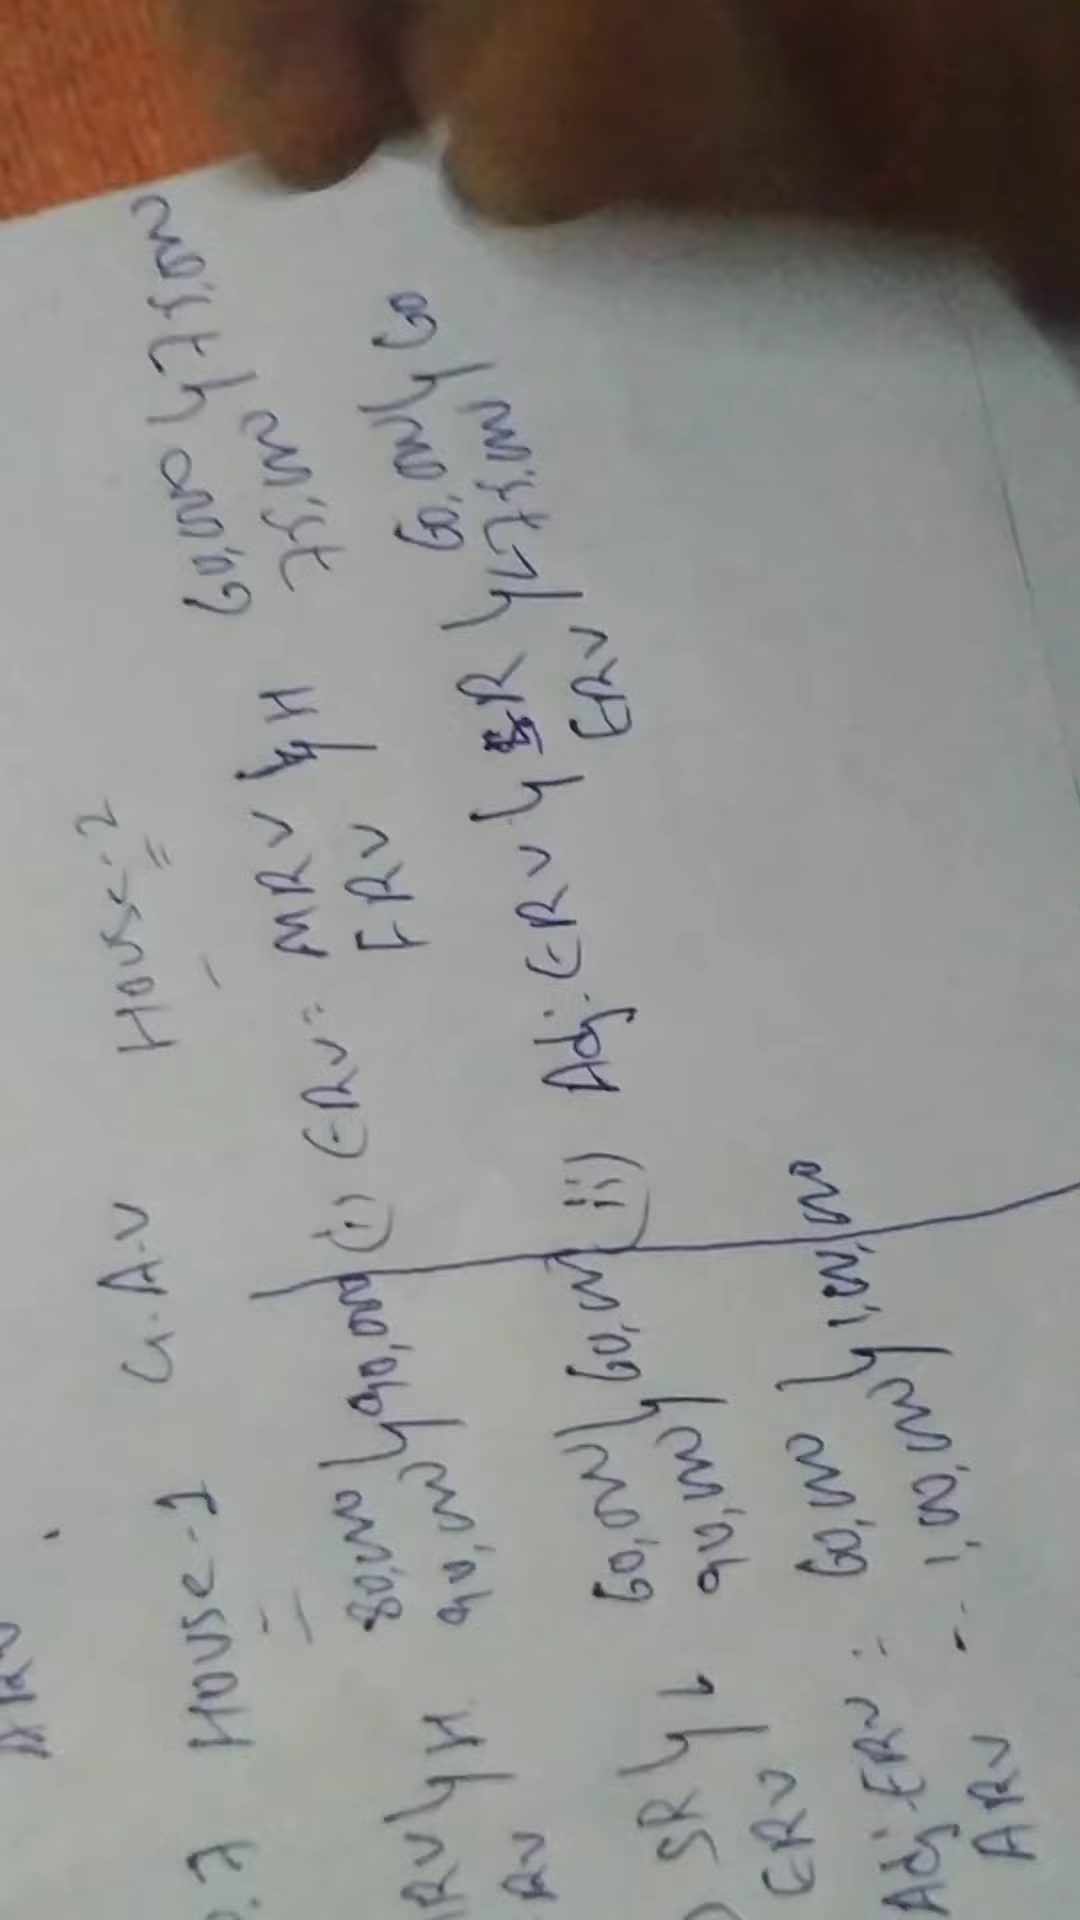 House-1 G.A.V House-2
80,000 } 90,000
90,000
(i) ERV= MRV } H 60,000 } 75,000
FRV 75,000
SR } L 60,000 } 60,000
ERV 90,000
(ii) Adj. ERV } SR } L 60,000 } 60
ERV 75,000
Adj. ERV = 60,000 } 1,00,000
ARV 1,00,000